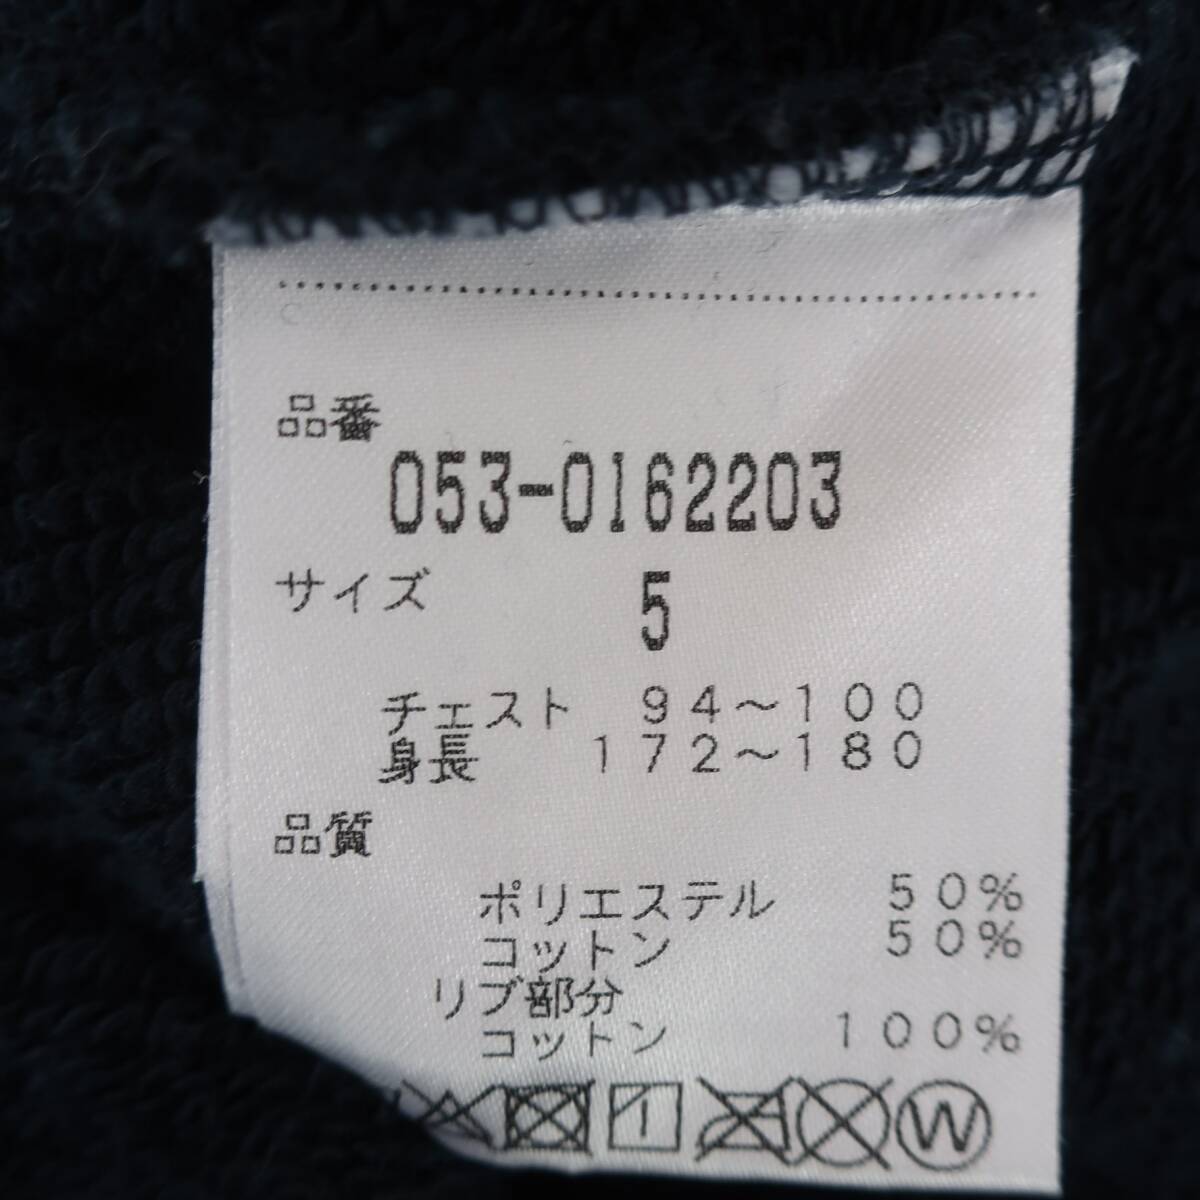 品番
053-0162203
サイズ 5
チェスト 94～100
身長 172～180
品質
ポリエステル 50%
コットン 50%
リブ部分
コットン 100%
W